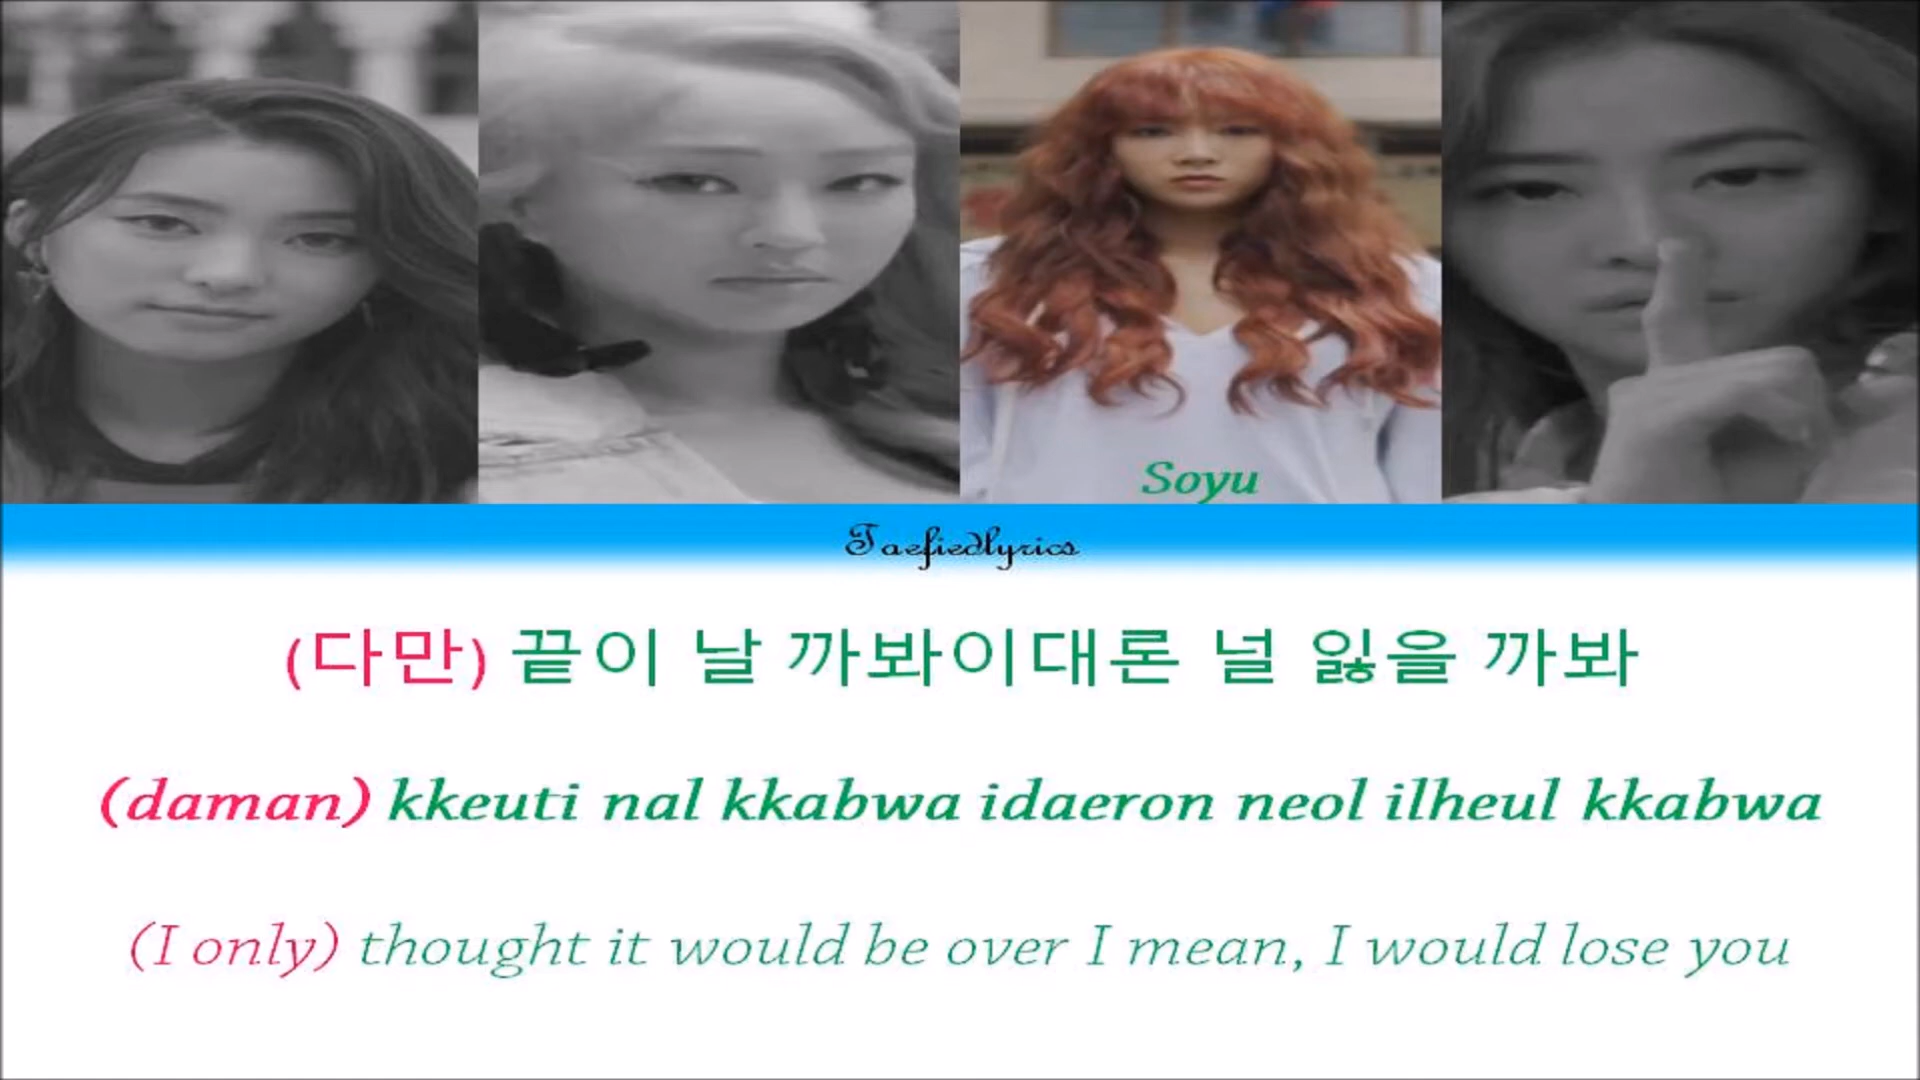 Soyu
Taefiedlyrics
(다만) 끝이 날 까봐이대론 널 잃을 까봐
(daman) kkeuti nal kkabwa idaeron neol ilheul kkabwa
(I only) thought it would be over I mean, I would lose you